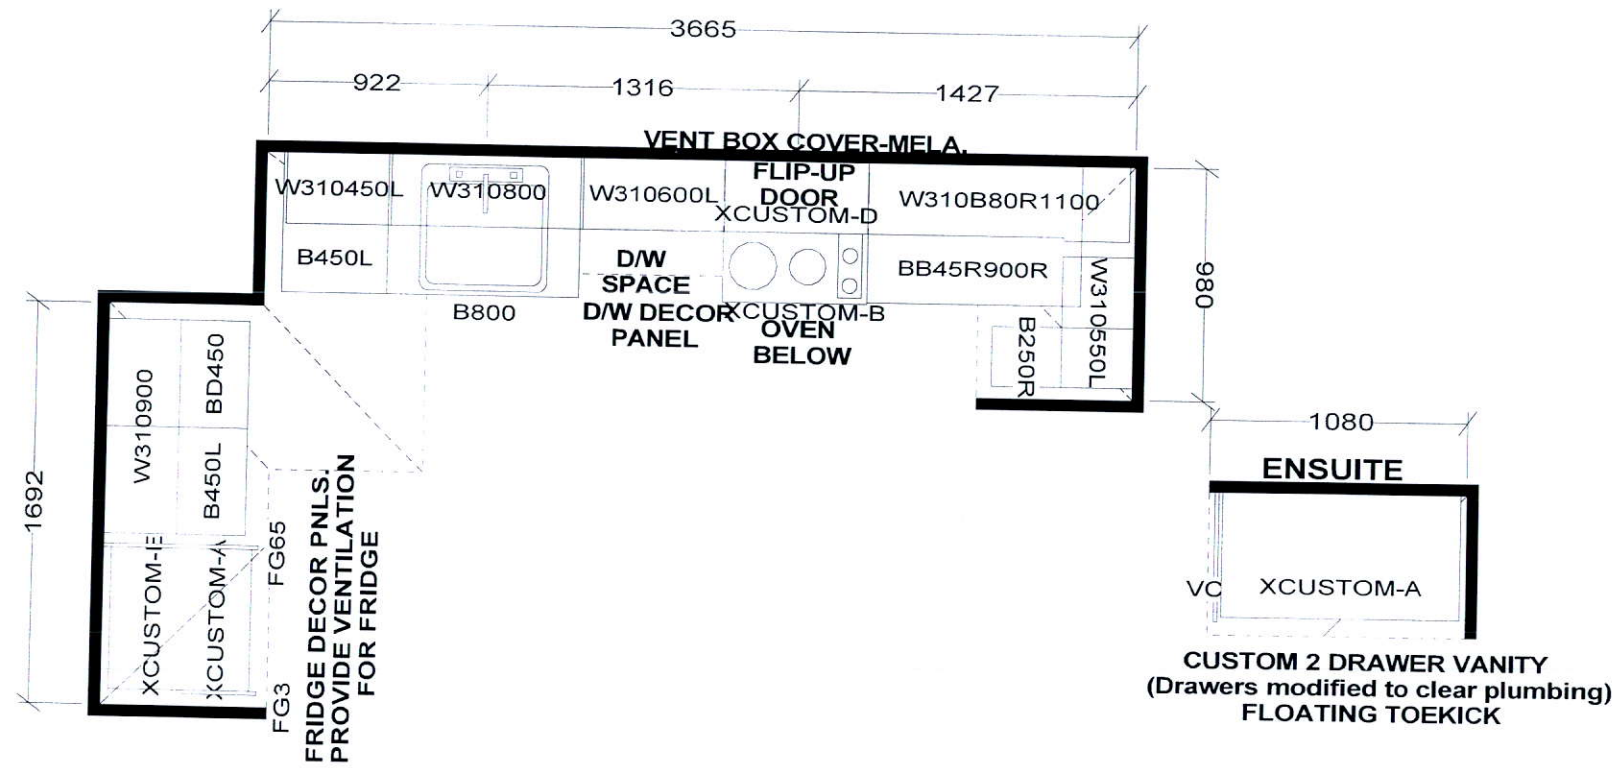 3665
922
1316
1427
VENT BOX COVER-MELA.
FLIP-UP
DOOR
W310450L
W310800
W310600L
XCUSTOM-D
W310B80R1100
B450L
D/W
SPACE
BB45R900R
W310550L
980
B800
D/W DECOR
PANEL
XCUSTOM-B
OVEN
BELOW
B250R
1692
W310900
BD450
B450L
XCUSTOM-E
XCUSTOM-A
FG65
FG3
FRIDGE DECOR PNLS.
PROVIDE VENTILATION
FOR FRIDGE
1080
ENSUITE
VC
XCUSTOM-A
CUSTOM 2 DRAWER VANITY
(Drawers modified to clear plumbing)
FLOATING TOEKICK